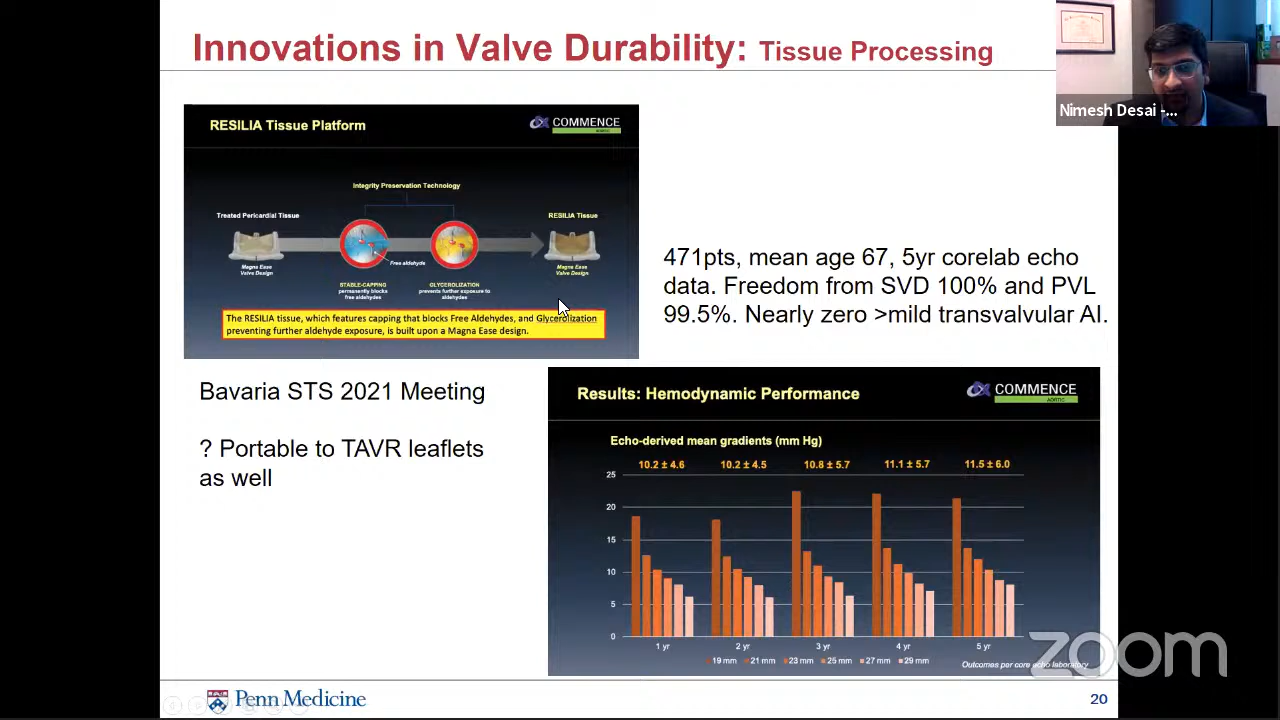 Innovations in Valve Durability: Tissue Processing
Nimesh Desai -...
RESILIA Tissue Platform
COMMENCE
AORTIC
Integrity Preservation Technology
Treated Pericardial Tissue
RESILIA Tissue
Free aldehyde
Magna Ease
Valve Design
Magna Ease
Valve Design
STABLE-CAPPING
permanently blocks
free aldehydes
GLYCEROLIZATION
prevents further exposure to
aldehydes
The RESILIA tissue, which features capping that blocks Free Aldehydes, and Glycerolization
preventing further aldehyde exposure, is built upon a Magna Ease design.
471pts, mean age 67, 5yr corelab echo
data. Freedom from SVD 100% and PVL
99.5%. Nearly zero >mild transvalvular AI.
Bavaria STS 2021 Meeting
? Portable to TAVR leaflets
as well
Results: Hemodynamic Performance
COMMENCE
AORTIC
Echo-derived mean gradients (mm Hg)
10.2 ± 4.6 10.2 ± 4.5 10.8 ± 5.7 11.1 ± 5.7 11.5 ± 6.0
25
20
15
10
5
0
1 yr 2 yr 3 yr 4 yr 5 yr
19 mm 21 mm 23 mm 25 mm 27 mm 29 mm
Outcomes per core echo laboratory
zoom
Penn Medicine
20